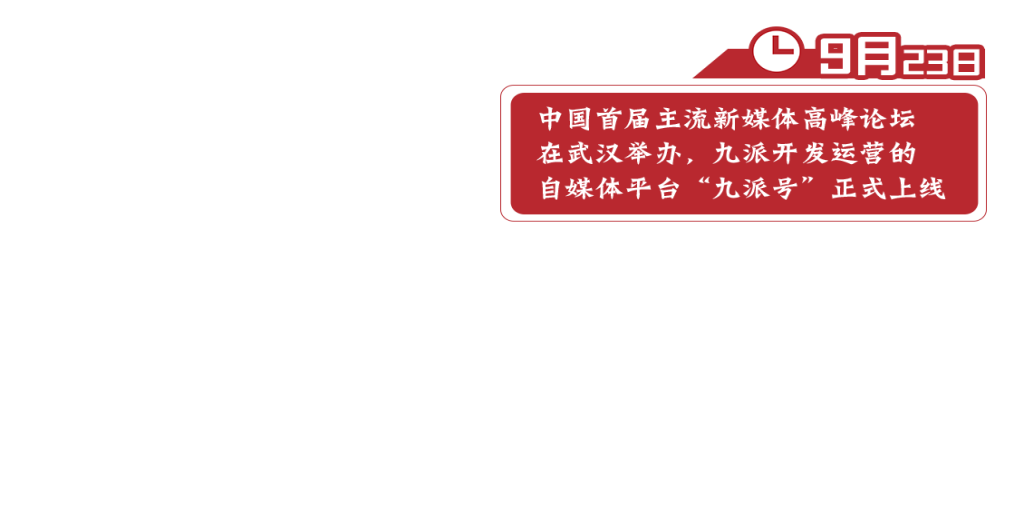 9月23日
中国首届主流新媒体高峰论坛
在武汉举办，九派开发运营的
自媒体平台“九派号”正式上线